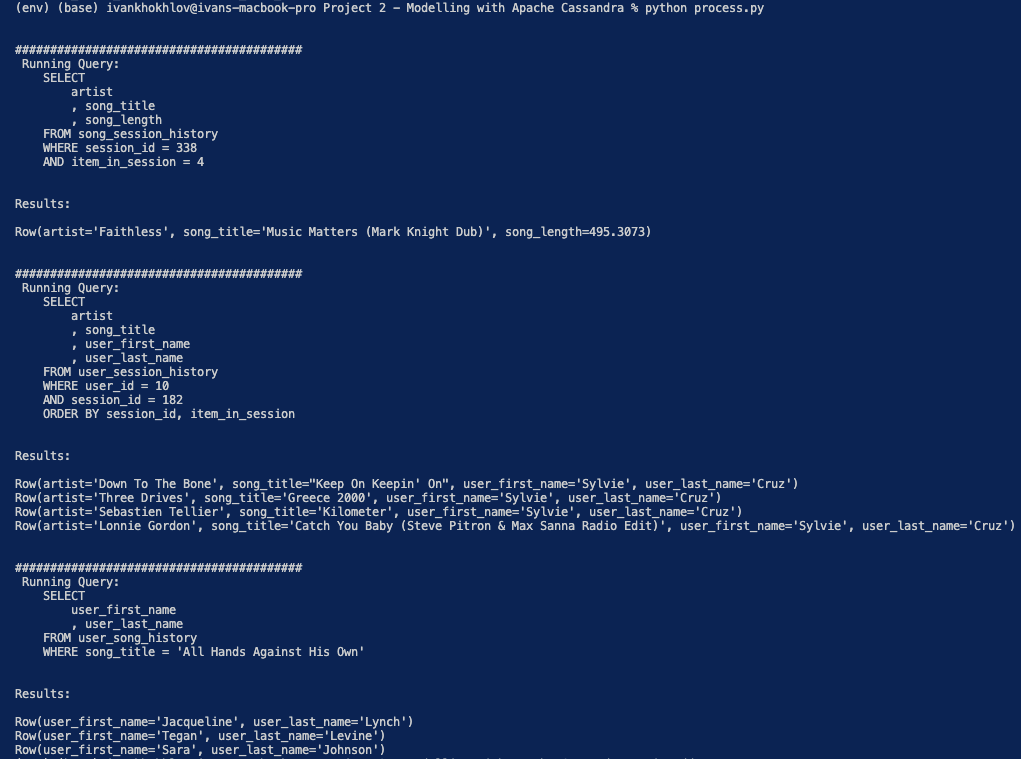 (env) (base) ivankhokhlov@ivans-macbook-pro Project 2 - Modelling with Apache Cassandra % python process.py
#########################################
Running Query:
SELECT
artist
, song_title
, song_length
FROM song_session_history
WHERE session_id = 338
AND item_in_session = 4
Results:
Row(artist='Faithless', song_title='Music Matters (Mark Knight Dub)', song_length=495.3073)
#########################################
Running Query:
SELECT
artist
, song_title
, user_first_name
, user_last_name
FROM user_session_history
WHERE user_id = 10
AND session_id = 182
ORDER BY session_id, item_in_session
Results:
Row(artist='Down To The Bone', song_title="Keep On Keepin' On", user_first_name='Sylvie', user_last_name='Cruz')
Row(artist='Three Drives', song_title='Greece 2000', user_first_name='Sylvie', user_last_name='Cruz')
Row(artist='Sebastien Tellier', song_title='Kilometer', user_first_name='Sylvie', user_last_name='Cruz')
Row(artist='Lonnie Gordon', song_title='Catch You Baby (Steve Pitron & Max Sanna Radio Edit)', user_first_name='Sylvie', user_last_name='Cruz')
#########################################
Running Query:
SELECT
user_first_name
, user_last_name
FROM user_song_history
WHERE song_title = 'All Hands Against His Own'
Results:
Row(user_first_name='Jacqueline', user_last_name='Lynch')
Row(user_first_name='Tegan', user_last_name='Levine')
Row(user_first_name='Sara', user_last_name='Johnson')